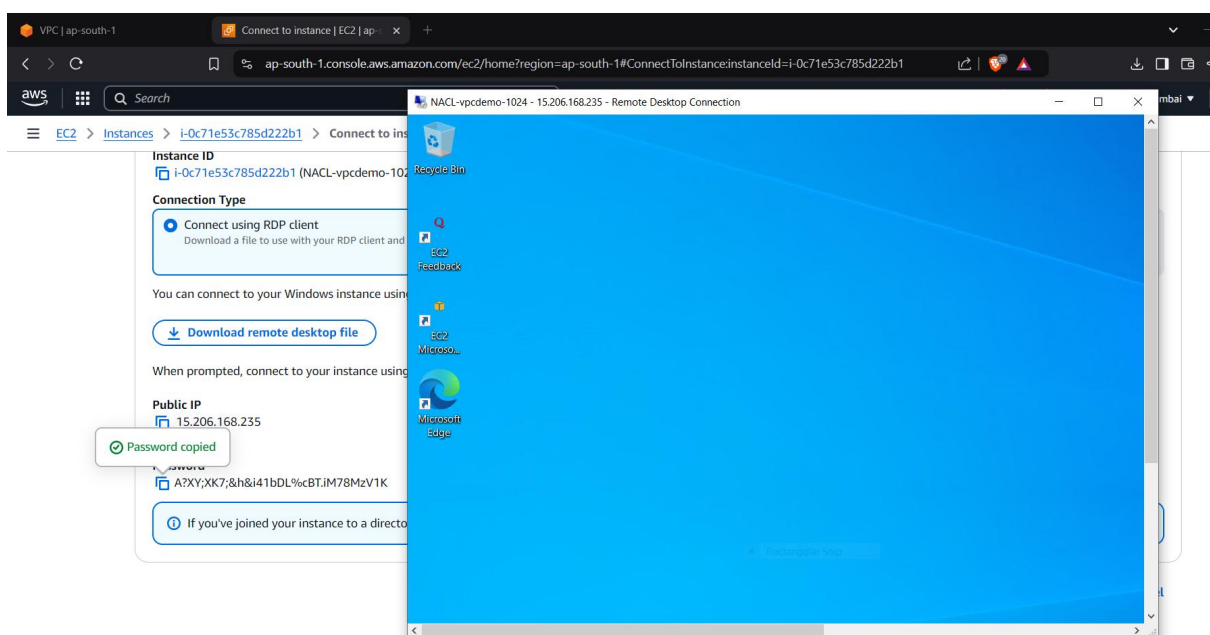 VPC | ap-south-1
Connect to instance | EC2 | ap-s
ap-south-1.console.aws.amazon.com/ec2/home?region=ap-south-1#ConnectToInstance:instanceId=i-0c71e53c785d222b1
aws
Search
mbai
EC2 > Instances > i-0c71e53c785d222b1 > Connect to ins
Instance ID
i-0c71e53c785d222b1 (NACL-vpcdemo-102
Connection Type
Connect using RDP client
Download a file to use with your RDP client and
You can connect to your Windows instance using
Download remote desktop file
When prompted, connect to your instance using
Public IP
15.206.168.235
Password copied
A?XY;XK7;&h&i41bDL%cBT.iM78MzV1K
If you've joined your instance to a directo
NACL-vpcdemo-1024 - 15.206.168.235 - Remote Desktop Connection
Recycle Bin
EC2
Feedback
EC2
Microso...
Microsoft
Edge
Rectangular Snip